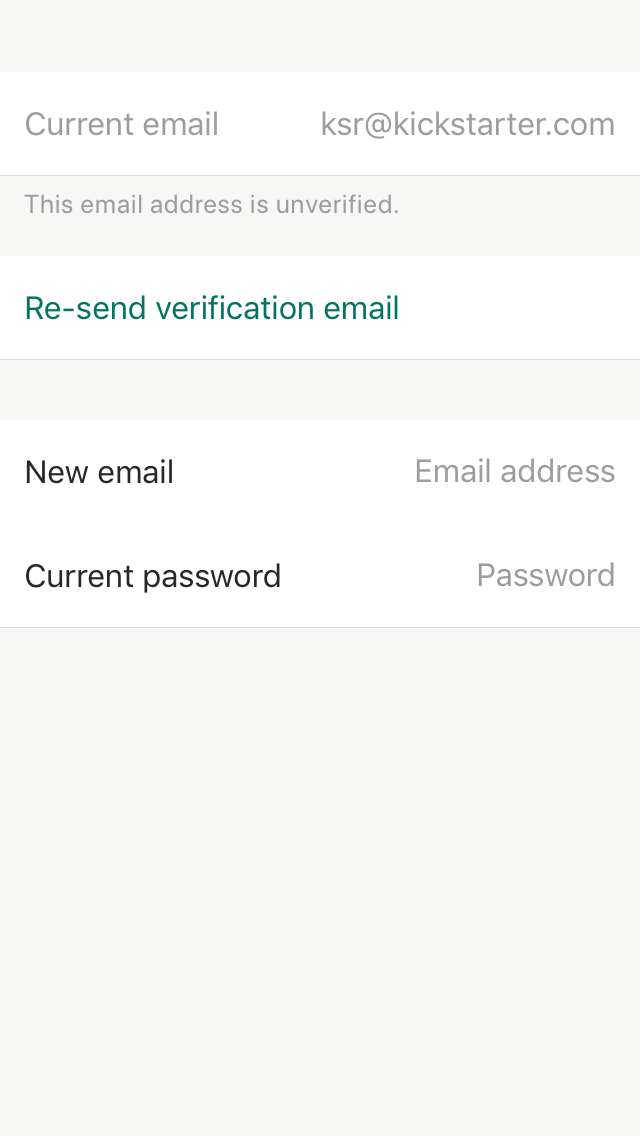 Current email ksr@kickstarter.com
This email address is unverified.
Re-send verification email
New email Email address
Current password Password